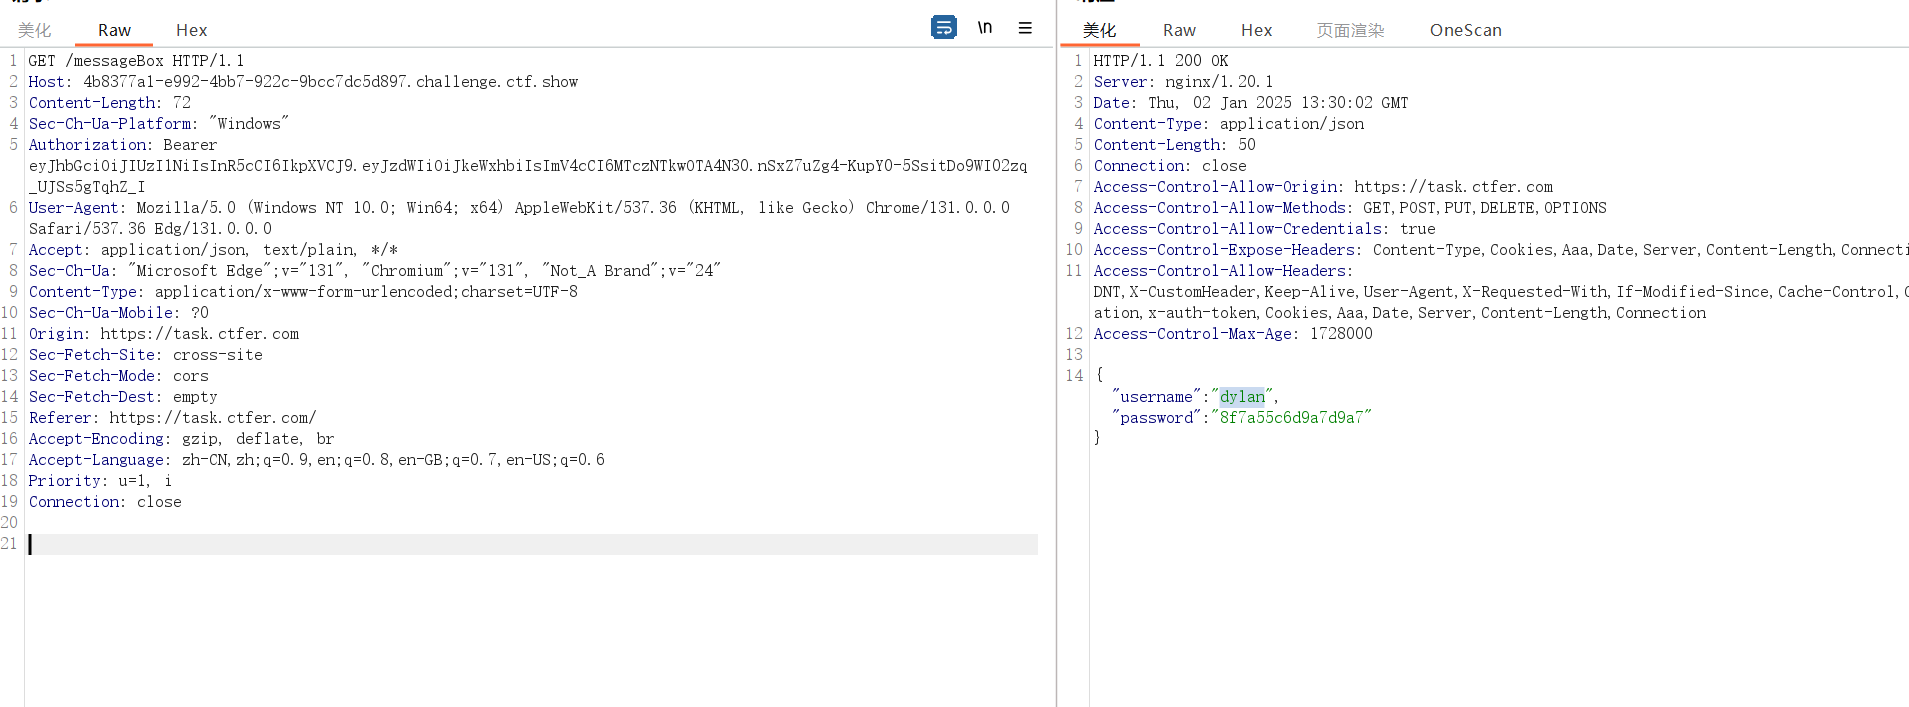 美化 Raw Hex \n
1 GET /messageBox HTTP/1.1
2 Host: 4b8377a1-e992-4bb7-922c-9bcc7dc5d897.challenge.ctf.show
3 Content-Length: 72
4 Sec-Ch-Ua-Platform: "Windows"
5 Authorization: Bearer
eyJhbGciOiJIUzI1NiIsInR5cCI6IkpXVCJ9.eyJzdWIiOiJkeWxhbiIsImV4cCI6MTczNTkwOTA4N30.nSxZ7uZg4-KupY0-5SsitDo9WI02zq
_UJSs5gTqhZ_I
6 User-Agent: Mozilla/5.0 (Windows NT 10.0; Win64; x64) AppleWebKit/537.36 (KHTML, like Gecko) Chrome/131.0.0.0
Safari/537.36 Edg/131.0.0.0
7 Accept: application/json, text/plain, */*
8 Sec-Ch-Ua: "Microsoft Edge";v="131", "Chromium";v="131", "Not_A Brand";v="24"
9 Content-Type: application/x-www-form-urlencoded;charset=UTF-8
10 Sec-Ch-Ua-Mobile: ?0
11 Origin: https://task.ctfer.com
12 Sec-Fetch-Site: cross-site
13 Sec-Fetch-Mode: cors
14 Sec-Fetch-Dest: empty
15 Referer: https://task.ctfer.com/
16 Accept-Encoding: gzip, deflate, br
17 Accept-Language: zh-CN,zh;q=0.9,en;q=0.8,en-GB;q=0.7,en-US;q=0.6
18 Priority: u=1, i
19 Connection: close
20
21
美化 Raw Hex 页面渲染 OneScan
1 HTTP/1.1 200 OK
2 Server: nginx/1.20.1
3 Date: Thu, 02 Jan 2025 13:30:02 GMT
4 Content-Type: application/json
5 Content-Length: 50
6 Connection: close
7 Access-Control-Allow-Origin: https://task.ctfer.com
8 Access-Control-Allow-Methods: GET,POST,PUT,DELETE,OPTIONS
9 Access-Control-Allow-Credentials: true
10 Access-Control-Expose-Headers: Content-Type,Cookies,Aaa,Date,Server,Content-Length,Connecti
11 Access-Control-Allow-Headers:
DNT,X-CustomHeader,Keep-Alive,User-Agent,X-Requested-With,If-Modified-Since,Cache-Control,C
ation,x-auth-token,Cookies,Aaa,Date,Server,Content-Length,Connection
12 Access-Control-Max-Age: 1728000
13
14 {
"username":"dylan",
"password":"8f7a55c6d9a7d9a7"
}